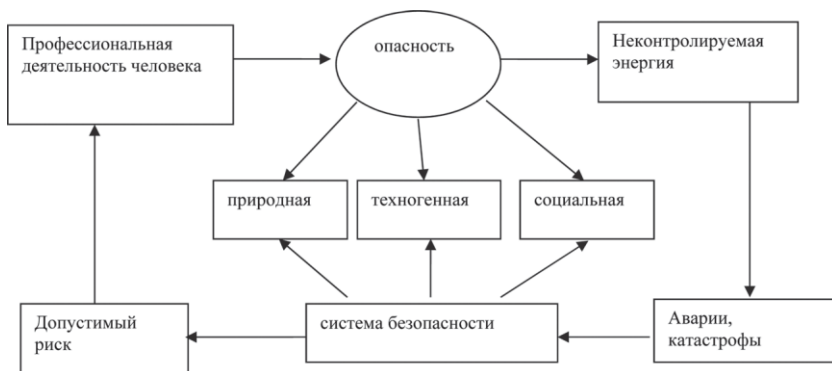 Профессиональная
деятельность человека
опасность
Неконтролируемая
энергия
природная
техногенная
социальная
Допустимый
риск
система безопасности
Аварии,
катастрофы